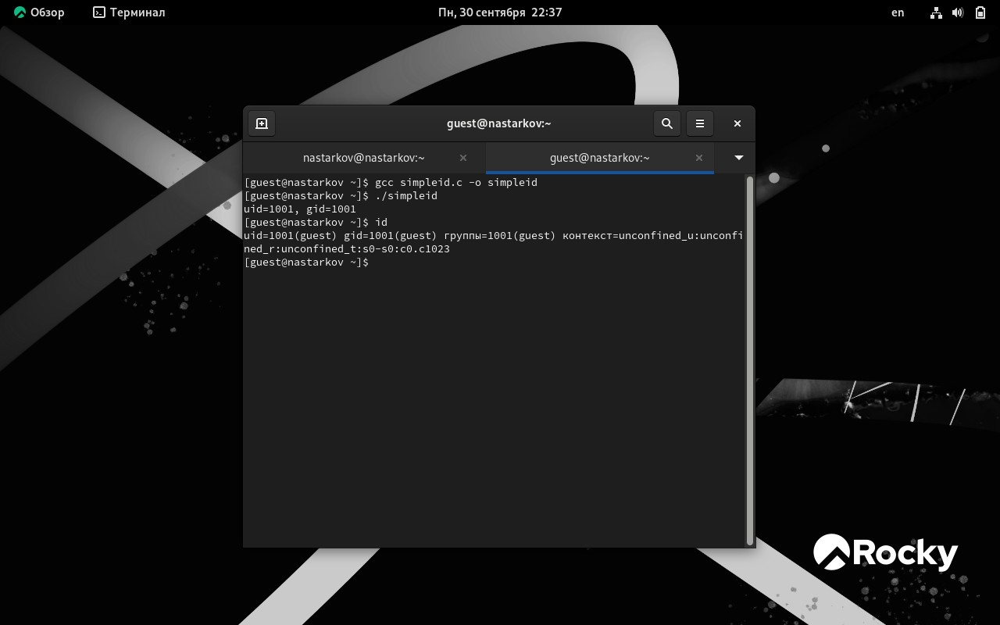 Обзор
Терминал
Пн, 30 сентября 22:37
en
guest@nastarkov:~
nastarkov@nastarkov:~
guest@nastarkov:~
[guest@nastarkov ~]$ gcc simpleid.c -o simpleid
[guest@nastarkov ~]$ ./simpleid
uid=1001, gid=1001
[guest@nastarkov ~]$ id
uid=1001(guest) gid=1001(guest) группы=1001(guest) контекст=unconfined_u:unconfi
ned_r:unconfined_t:s0-s0:c0.c1023
[guest@nastarkov ~]$
Rocky